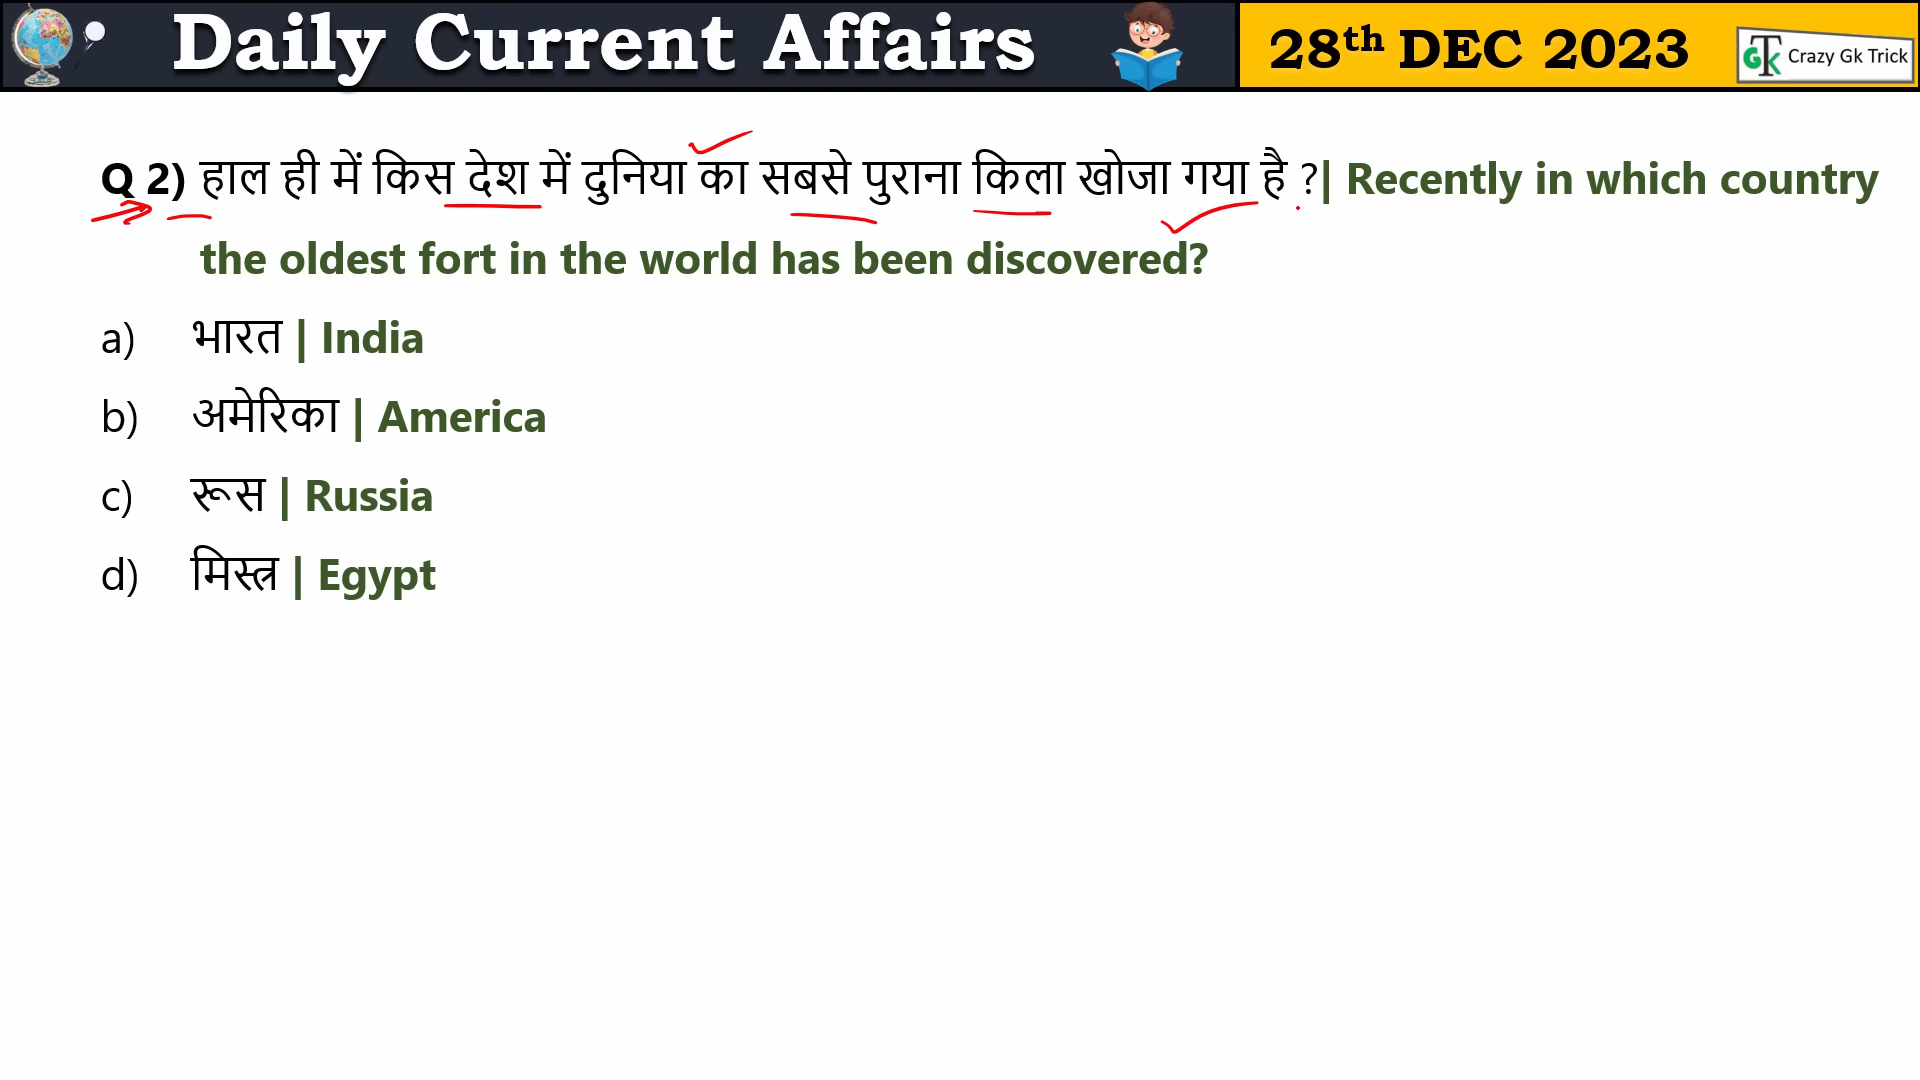 Daily Current Affairs
28th DEC 2023
GTK Crazy Gk Trick
Q 2) हाल ही में किस देश में दुनिया का सबसे पुराना किला खोजा गया है ?| Recently in which country
the oldest fort in the world has been discovered?
a) भारत | India
b) अमेरिका | America
c) रूस | Russia
d) मिस्त्र | Egypt